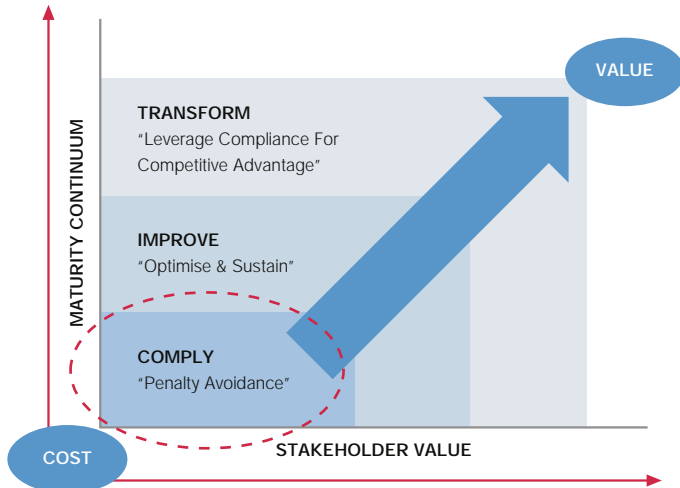 VALUE
TRANSFORM
“Leverage Compliance For
Competitive Advantage”
MATURITY CONTINUUM
IMPROVE
“Optimise & Sustain”
COMPLY
“Penalty Avoidance”
STAKEHOLDER VALUE
COST